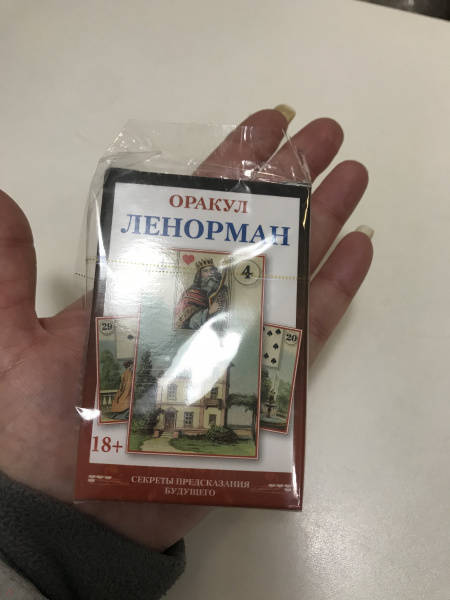 ОРАКУЛ
ЛЕНОРМАН
4
29
20
18+
СЕКРЕТЫ ПРЕДСКАЗАНИЯ
БУДУЩЕГО